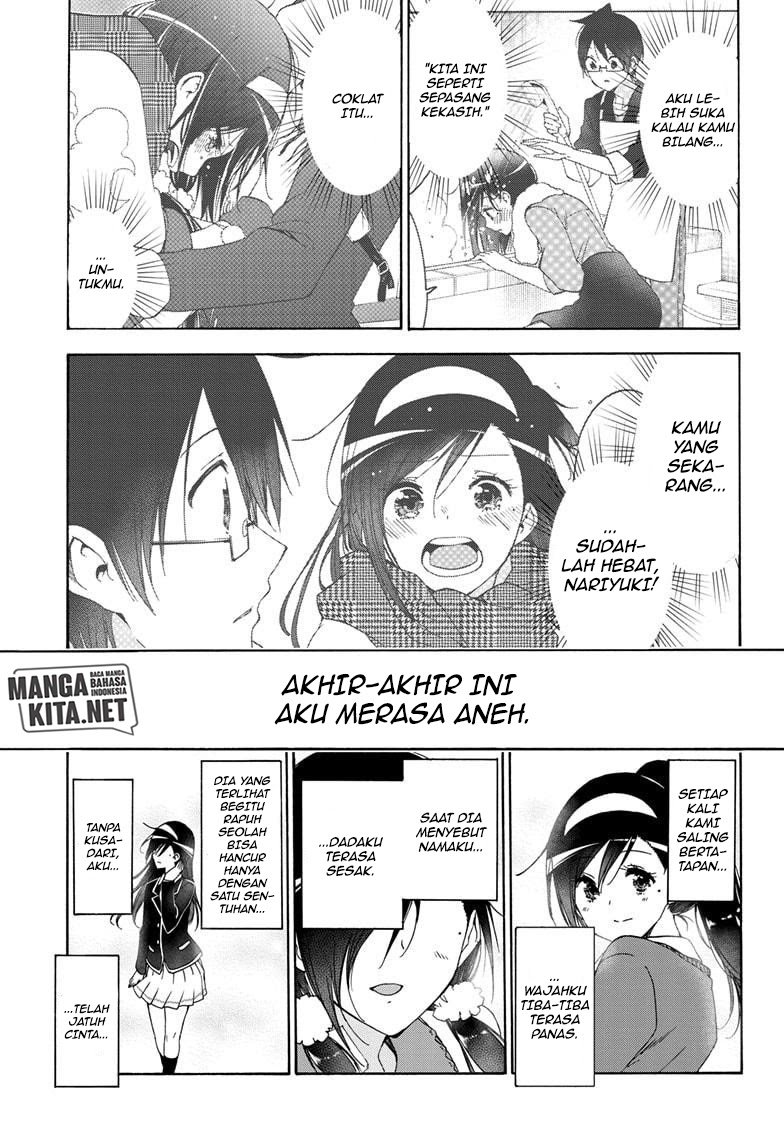 AKU LE-
BIH SUKA
KALAU KAMU
BILANG...
"KITA INI
SEPERTI
SEPASANG
KEKASIH."
COKLAT
ITU...
...
UN-
TUKMU.
KAMU
YANG
SEKA-
RANG...
...
SUDAH-
LAH HEBAT,
NARIYUKI!
MANGA
KITA.NET
BACA MANGA
BAHASA
INDONESIA
AKHIR-AKHIR INI
AKU MERASA ANEH.
SETIAP
KALI
KAMI
SALING
BERTA-
TAPAN...
...
WAJAHKU
TIBA-TIBA
TERASA
PANAS.
SAAT DIA
MENYEBUT
NAMAKU...
...DADAKU
TERASA
SESAK.
DIA YANG
TERLIHAT
BEGITU
RAPUH
SEOLAH
BISA
HANCUR
HANYA
DENGAN
SATU SEN-
TUHAN...
TANPA
KUSA-
DARI,
AKU...
...TELAH
JATUH
CINTA...